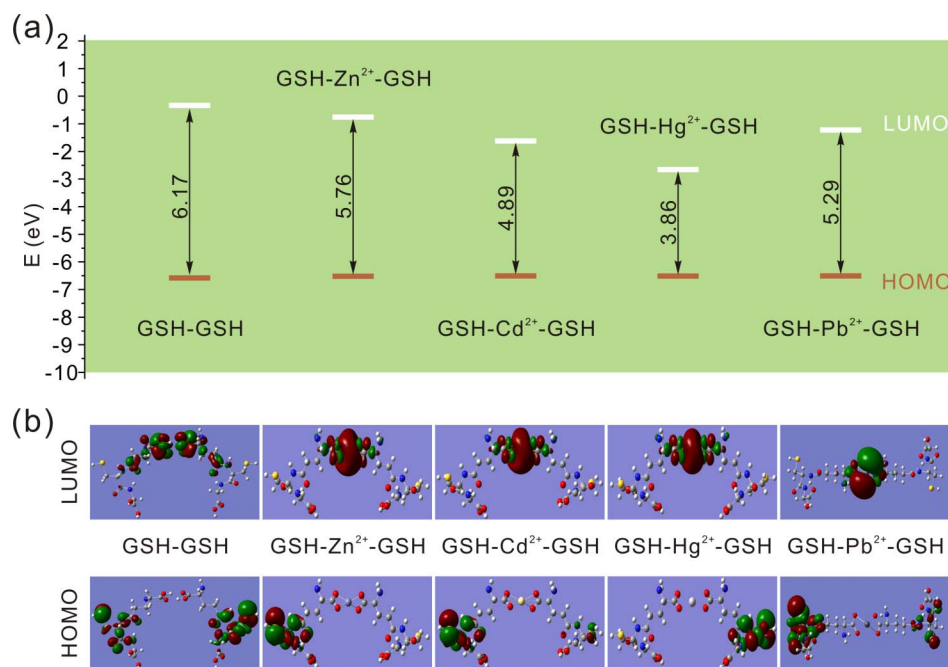 (a)
2
1
0
-1
-2
-3
-4
-5
-6
-7
-8
-9
-10
E (eV)
GSH-Zn²⁺-GSH
GSH-Hg²⁺-GSH
LUMO
6.17
5.76
4.89
3.86
5.29
HOMO
GSH-GSH
GSH-Cd²⁺-GSH
GSH-Pb²⁺-GSH
(b)
LUMO
GSH-GSH GSH-Zn²⁺-GSH GSH-Cd²⁺-GSH GSH-Hg²⁺-GSH GSH-Pb²⁺-GSH
HOMO